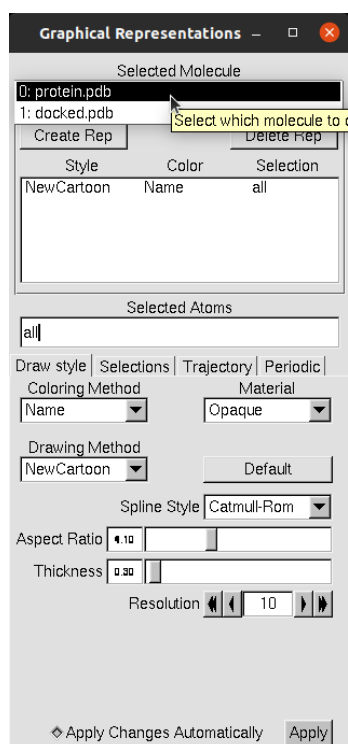 Graphical Representations
Selected Molecule
0: protein.pdb
1: docked.pdb
Select which molecule to
Create Rep Delete Rep
Style Color Selection
NewCartoon Name all
Selected Atoms
all
Draw style Selections Trajectory Periodic
Coloring Method Material
Name Opaque
Drawing Method
NewCartoon Default
Spline Style Catmull-Rom
Aspect Ratio 4.10
Thickness 0.30
Resolution 10
Apply Changes Automatically Apply